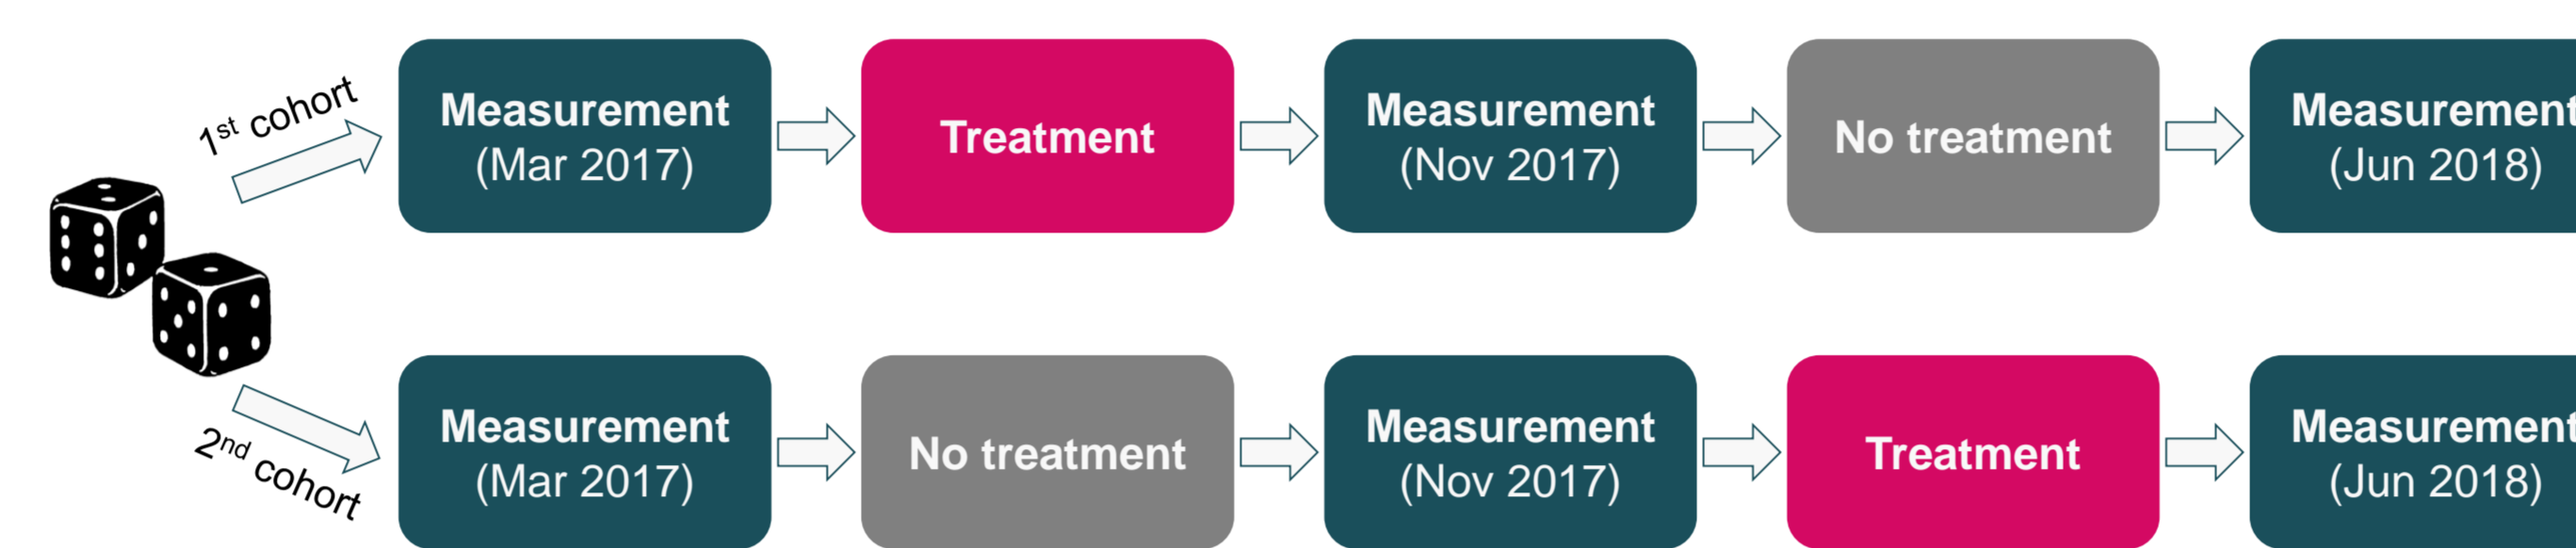 1st cohort
Measurement
(Mar 2017)
Treatment
Measurement
(Nov 2017)
No treatment
Measurement
(Jun 2018)
2nd cohort
Measurement
(Mar 2017)
No treatment
Measurement
(Nov 2017)
Treatment
Measurement
(Jun 2018)